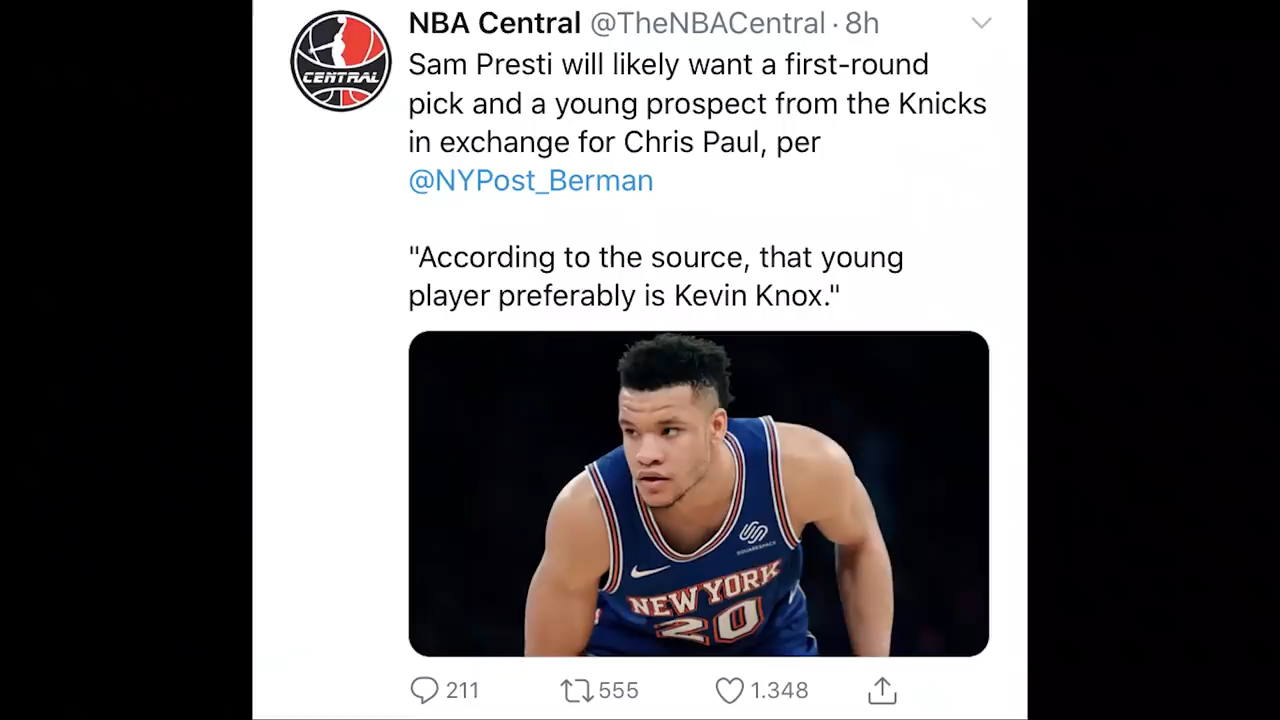 NBA Central @TheNBACentral · 8h
CENTRAL
Sam Presti will likely want a first-round
pick and a young prospect from the Knicks
in exchange for Chris Paul, per
@NYPost_Berman
"According to the source, that young
player preferably is Kevin Knox."
SQUARESPACE
NEW YORK
20
211 555 1.348